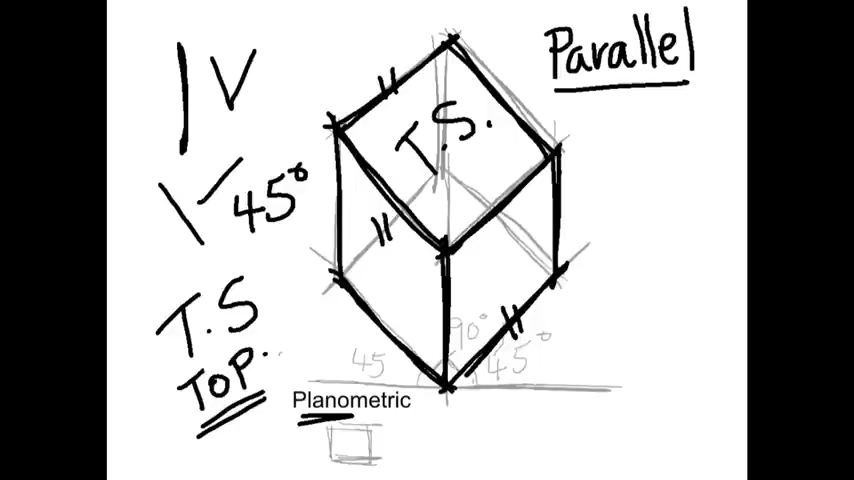 Parallel
| V
T.S.
45°
T.S
TOP.
90°
45
45°
Planometric